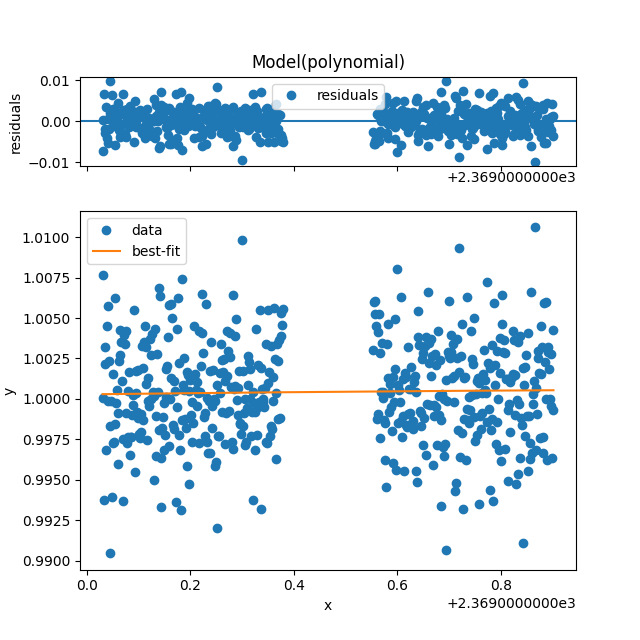 Model(polynomial)
residuals
0.01
0.00
−0.01
residuals
+2.3690000000e3
y
1.0100
1.0075
1.0050
1.0025
1.0000
0.9975
0.9950
0.9925
0.9900
data
best-fit
0.0
0.2
0.4
0.6
0.8
x
+2.3690000000e3